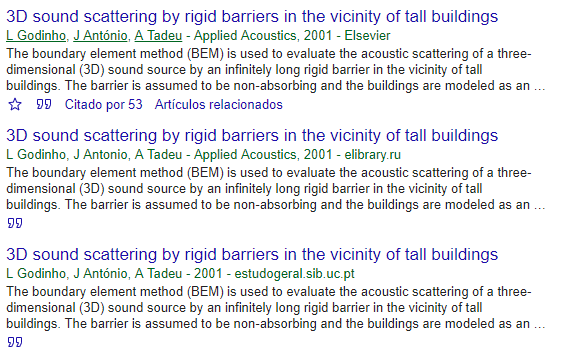 3D sound scattering by rigid barriers in the vicinity of tall buildings
L Godinho, J António, A Tadeu - Applied Acoustics, 2001 - Elsevier
The boundary element method (BEM) is used to evaluate the acoustic scattering of a three-
dimensional (3D) sound source by an infinitely long rigid barrier in the vicinity of tall
buildings. The barrier is assumed to be non-absorbing and the buildings are modeled as an …
Citado por 53 Artículos relacionados
3D sound scattering by rigid barriers in the vicinity of tall buildings
L Godinho, J Antonio, A Tadeu - Applied Acoustics, 2001 - elibrary.ru
The boundary element method (BEM) is used to evaluate the acoustic scattering of a three-
dimensional (3D) sound source by an infinitely long rigid barrier in the vicinity of tall
buildings. The barrier is assumed to be non-absorbing and the buildings are modeled as an …
3D sound scattering by rigid barriers in the vicinity of tall buildings
L Godinho, J António, A Tadeu - 2001 - estudogeral.sib.uc.pt
The boundary element method (BEM) is used to evaluate the acoustic scattering of a three-
dimensional (3D) sound source by an infinitely long rigid barrier in the vicinity of tall
buildings. The barrier is assumed to be non-absorbing and the buildings are modeled as an …